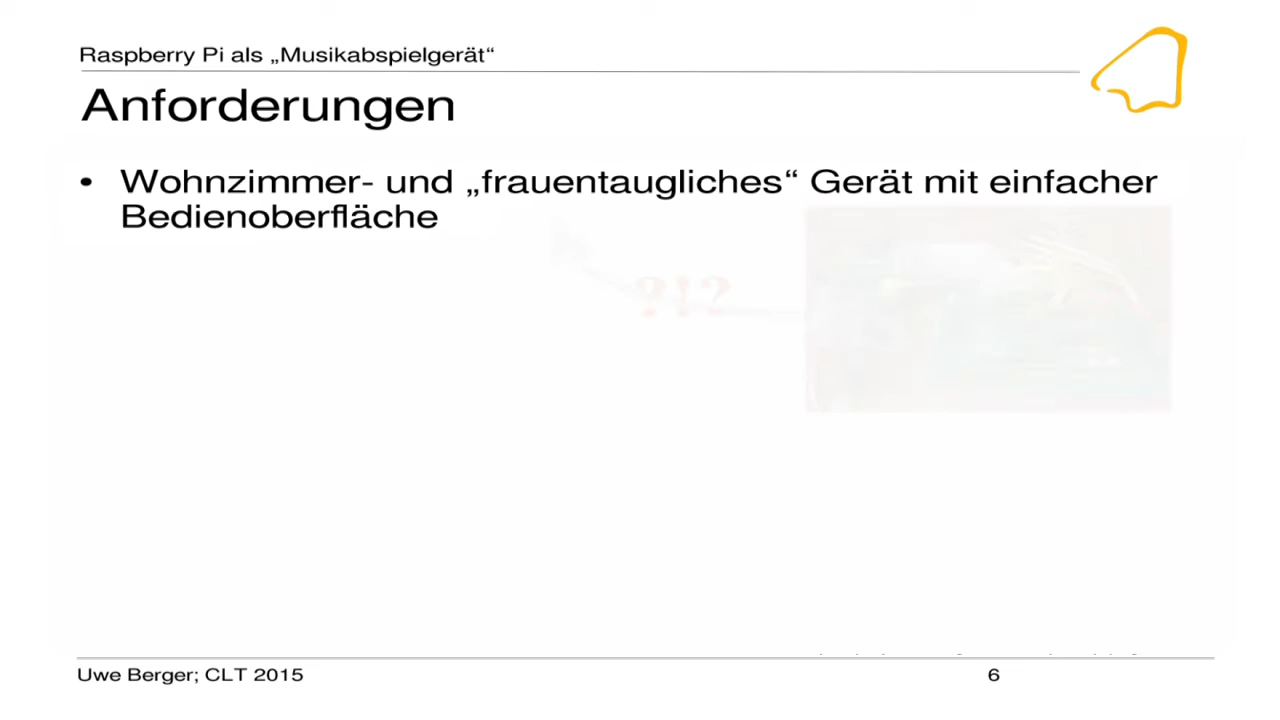 Raspberry Pi als „Musikabspielgerät“
Anforderungen
• Wohnzimmer- und „frauentaugliches“ Gerät mit einfacher
Bedienoberfläche
?!?
Uwe Berger; CLT 2015
6